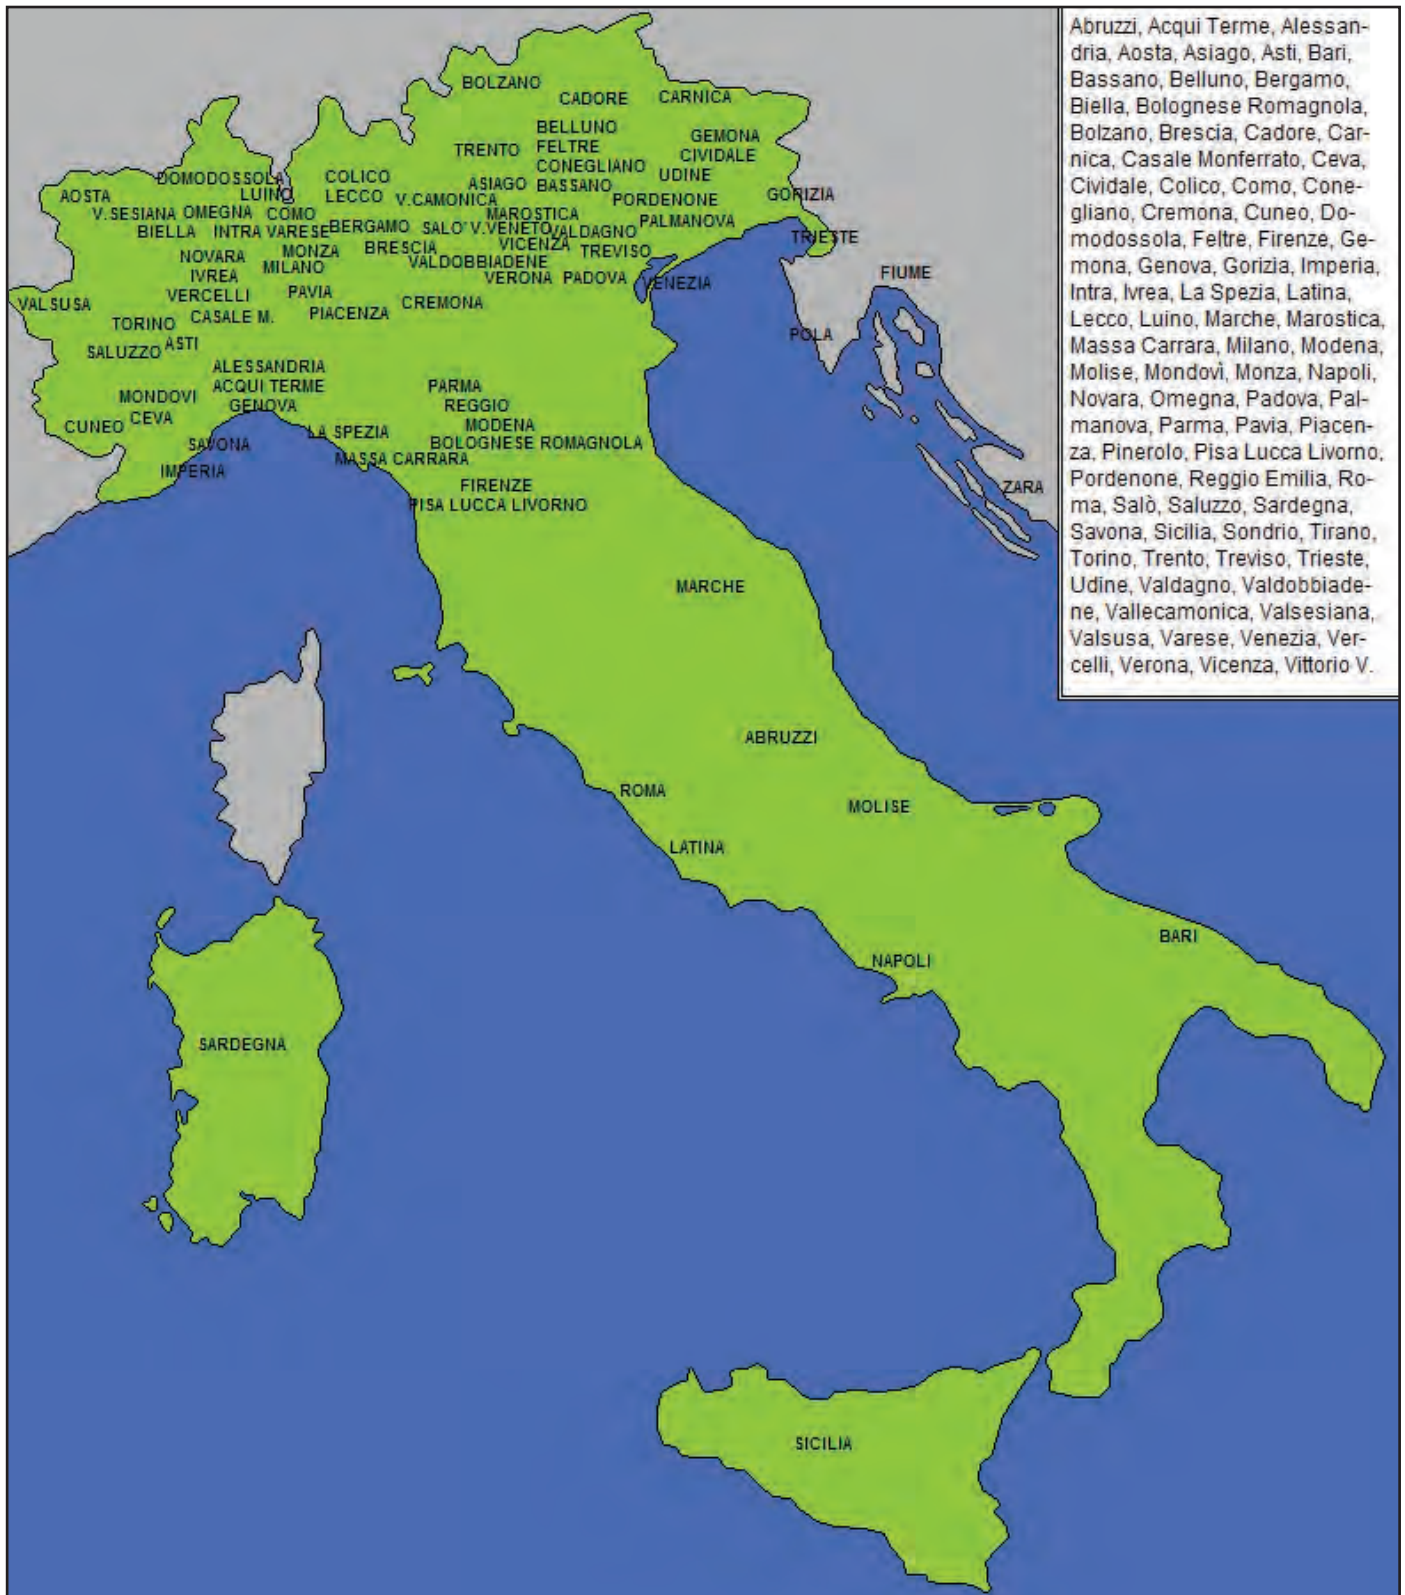 Abruzzi, Acqui Terme, Alessan-
dria, Aosta, Asiago, Asti, Bari,
Bassano, Belluno, Bergamo,
Biella, Bolognese Romagnola,
Bolzano, Brescia, Cadore, Car-
nica, Casale Monferrato, Ceva,
Cividale, Colico, Como, Cone-
gliano, Cremona, Cuneo, Do-
modossola, Feltre, Firenze, Ge-
mona, Genova, Gorizia, Imperia,
Intra, Ivrea, La Spezia, Latina,
Lecco, Luino, Marche, Marostica,
Massa Carrara, Milano, Modena,
Molise, Mondovì, Monza, Napoli,
Novara, Omegna, Padova, Pal-
manova, Parma, Pavia, Piacen-
za, Pinerolo, Pisa Lucca Livorno,
Pordenone, Reggio Emilia, Ro-
ma, Salò, Saluzzo, Sardegna,
Savona, Sicilia, Sondrio, Tirano,
Torino, Trento, Treviso, Trieste,
Udine, Valdagno, Valdobbiade-
ne, Vallecamonica, Valsesiana,
Valsusa, Varese, Venezia, Ver-
celli, Verona, Vicenza, Vittorio V.
BOLZANO
CADORE
CARNICA
BELLUNO
GEMONA
TRENTO
FELTRE
CIVIDALE
CONEGLIANO
UDINE
DOMODOSSOLA
COLICO
ASIAGO
BASSANO
AOSTA
LUINO
LECCO
V.CAMONICA
PORDENONE
GORIZIA
V.SESIANA
OMEGNA
COMO
MAROSTICA
PALMANOVA
BIELLA
INTRA
VARESE
BERGAMO
SALO'
V.VENETO
VALDAGNO
TRIESTE
NOVARA
MONZA
BRESCIA
VICENZA
TREVISO
IVREA
MILANO
VALDOBBIADENE
FIUME
VERONA
PADOVA
VENEZIA
VALSUSA
VERCELLI
PAVIA
CREMONA
TORINO
CASALE M.
PIACENZA
POLA
SALUZZO
ASTI
ALESSANDRIA
MONDOVI
ACQUI TERME
PARMA
CUNEO
CEVA
GENOVA
REGGIO
MODENA
SAVONA
LA SPEZIA
BOLOGNESE ROMAGNOLA
IMPERIA
MASSA CARRARA
FIRENZE
ZARA
PISA LUCCA LIVORNO
MARCHE
ABRUZZI
ROMA
MOLISE
LATINA
BARI
NAPOLI
SARDEGNA
SICILIA